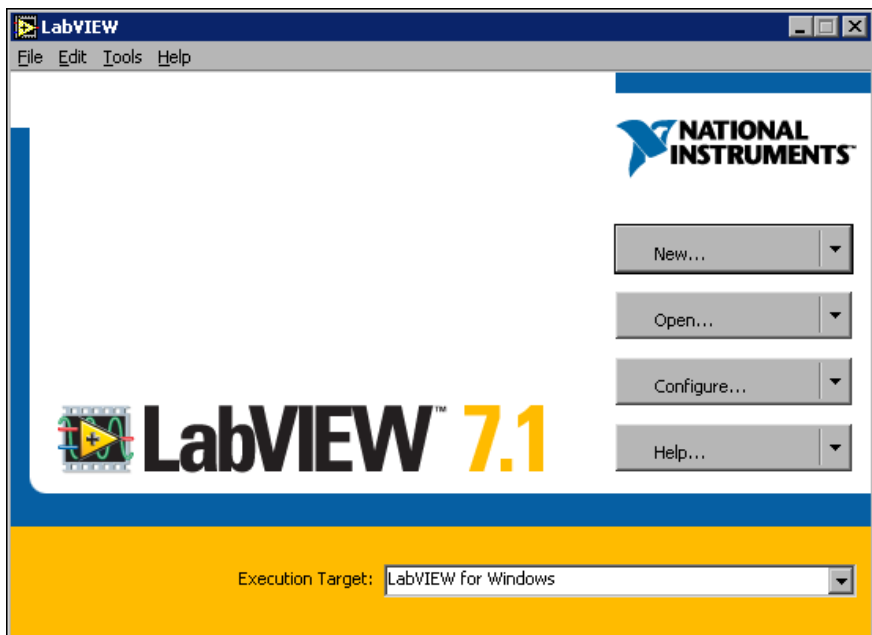 LabVIEW
File Edit Tools Help
NATIONAL
INSTRUMENTS™
New...
Open...
Configure...
Help...
LabVIEW™ 7.1
Execution Target: LabVIEW for Windows